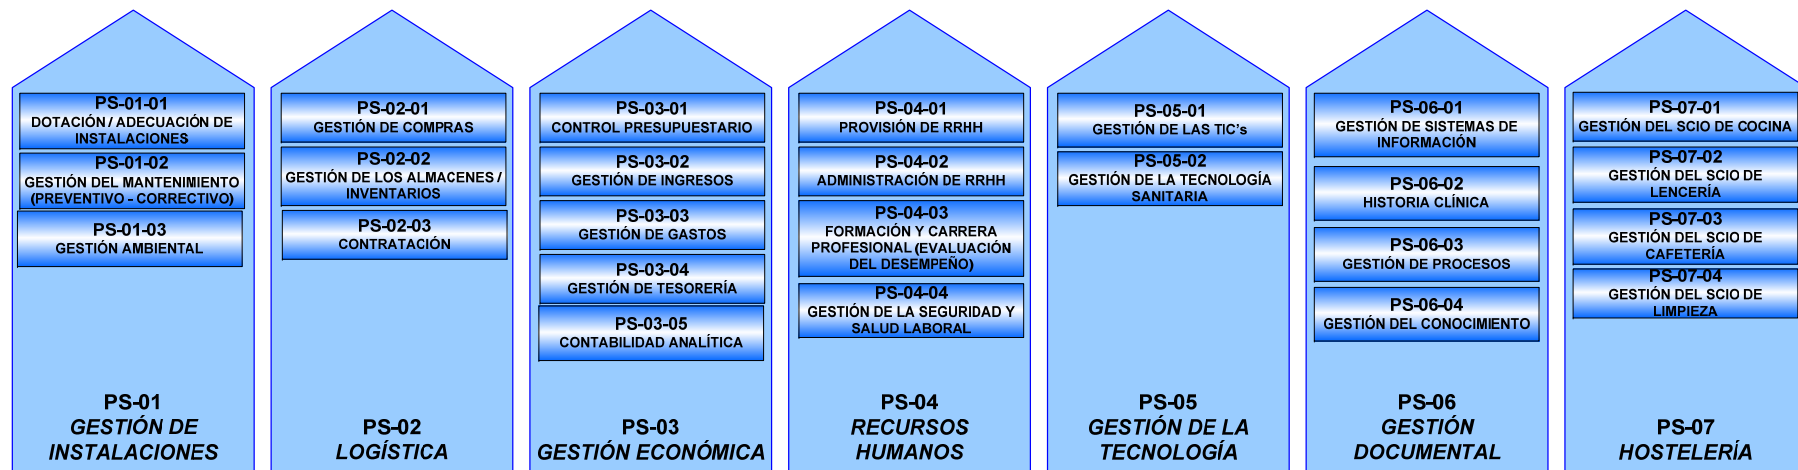 PS-01-01
DOTACIÓN / ADECUACIÓN DE
INSTALACIONES
PS-01-02
GESTIÓN DEL MANTENIMIENTO
(PREVENTIVO - CORRECTIVO)
PS-01-03
GESTIÓN AMBIENTAL
PS-01
GESTIÓN DE
INSTALACIONES
PS-02-01
GESTIÓN DE COMPRAS
PS-02-02
GESTIÓN DE LOS ALMACENES /
INVENTARIOS
PS-02-03
CONTRATACIÓN
PS-02
LOGÍSTICA
PS-03-01
CONTROL PRESUPUESTARIO
PS-03-02
GESTIÓN DE INGRESOS
PS-03-03
GESTIÓN DE GASTOS
PS-03-04
GESTIÓN DE TESORERÍA
PS-03-05
CONTABILIDAD ANALÍTICA
PS-03
GESTIÓN ECONÓMICA
PS-04-01
PROVISIÓN DE RRHH
PS-04-02
ADMINISTRACIÓN DE RRHH
PS-04-03
FORMACIÓN Y CARRERA
PROFESIONAL (EVALUACIÓN
DEL DESEMPEÑO)
PS-04-04
GESTIÓN DE LA SEGURIDAD Y
SALUD LABORAL
PS-04
RECURSOS
HUMANOS
PS-05-01
GESTIÓN DE LAS TIC's
PS-05-02
GESTIÓN DE LA TECNOLOGÍA
SANITARIA
PS-05
GESTIÓN DE LA
TECNOLOGÍA
PS-06-01
GESTIÓN DE SISTEMAS DE
INFORMACIÓN
PS-06-02
HISTORIA CLÍNICA
PS-06-03
GESTIÓN DE PROCESOS
PS-06-04
GESTIÓN DEL CONOCIMIENTO
PS-06
GESTIÓN
DOCUMENTAL
PS-07-01
GESTIÓN DEL SCIO DE COCINA
PS-07-02
GESTIÓN DEL SCIO DE
LENCERÍA
PS-07-03
GESTIÓN DEL SCIO DE
CAFETERÍA
PS-07-04
GESTIÓN DEL SCIO DE
LIMPIEZA
PS-07
HOSTELERÍA